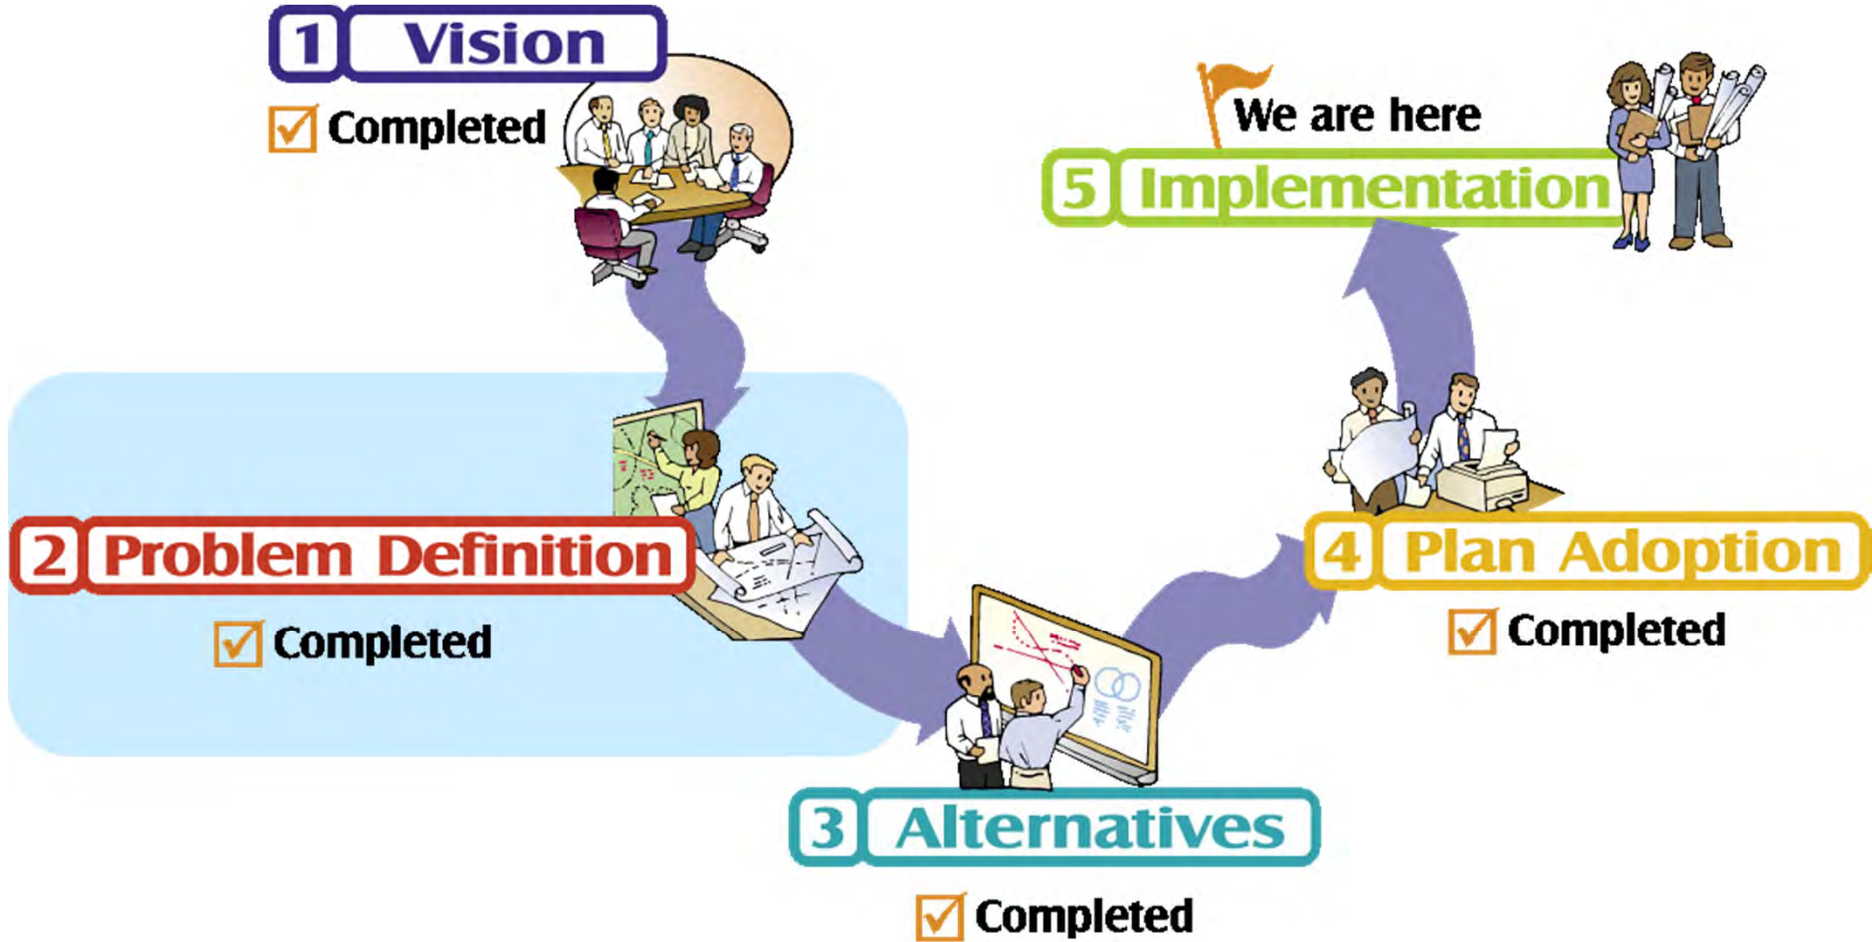 1 Vision
Completed
2 Problem Definition
Completed
3 Alternatives
Completed
4 Plan Adoption
Completed
We are here
5 Implementation